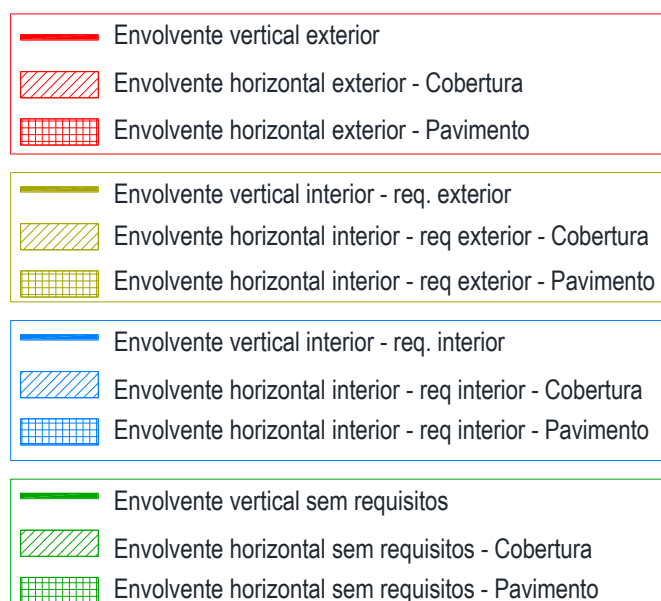 Envolvente vertical exterior
Envolvente horizontal exterior - Cobertura
Envolvente horizontal exterior - Pavimento
Envolvente vertical interior - req. exterior
Envolvente horizontal interior - req exterior - Cobertura
Envolvente horizontal interior - req exterior - Pavimento
Envolvente vertical interior - req. interior
Envolvente horizontal interior - req interior - Cobertura
Envolvente horizontal interior - req interior - Pavimento
Envolvente vertical sem requisitos
Envolvente horizontal sem requisitos - Cobertura
Envolvente horizontal sem requisitos - Pavimento